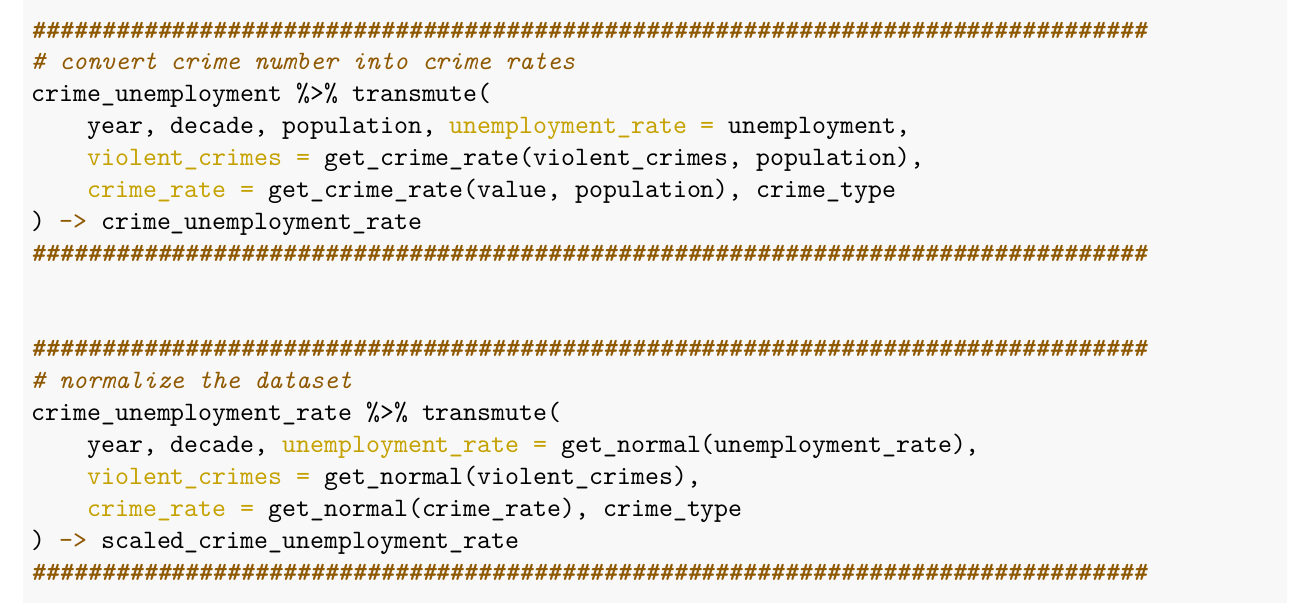 ################################################################################
# convert crime number into crime rates
crime_unemployment %>% transmute(
    year, decade, population, unemployment_rate = unemployment,
    violent_crimes = get_crime_rate(violent_crimes, population),
    crime_rate = get_crime_rate(value, population), crime_type
) -> crime_unemployment_rate
################################################################################
################################################################################
# normalize the dataset
crime_unemployment_rate %>% transmute(
    year, decade, unemployment_rate = get_normal(unemployment_rate),
    violent_crimes = get_normal(violent_crimes),
    crime_rate = get_normal(crime_rate), crime_type
) -> scaled_crime_unemployment_rate
################################################################################